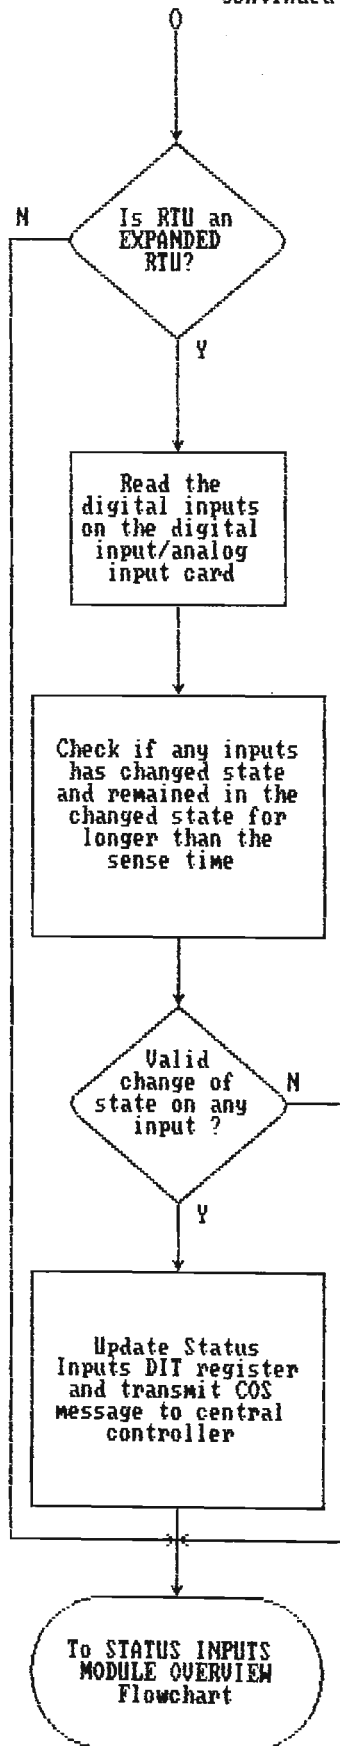 continued
O
N
Is RTU an
EXPANDED
RTU?
Y
Read the
digital inputs
on the digital
input/analog
input card
Check if any inputs
has changed state
and remained in the
changed state for
longer than the
sense time
Valid
change of
state on any
input ?
N
Y
Update Status
Inputs DIT register
and transmit COS
message to central
controller
To STATUS INPUTS
MODULE OVERVIEW
Flowchart